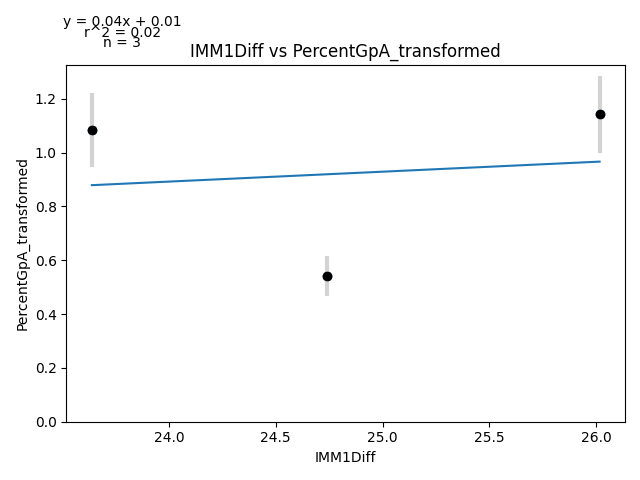 y = 0.04x + 0.01
r^2 = 0.02
n = 3
IMM1Diff vs PercentGpA_transformed
PercentGpA_transformed
1.2
1.0
0.8
0.6
0.4
0.2
0.0
24.0 24.5 25.0 25.5 26.0
IMM1Diff